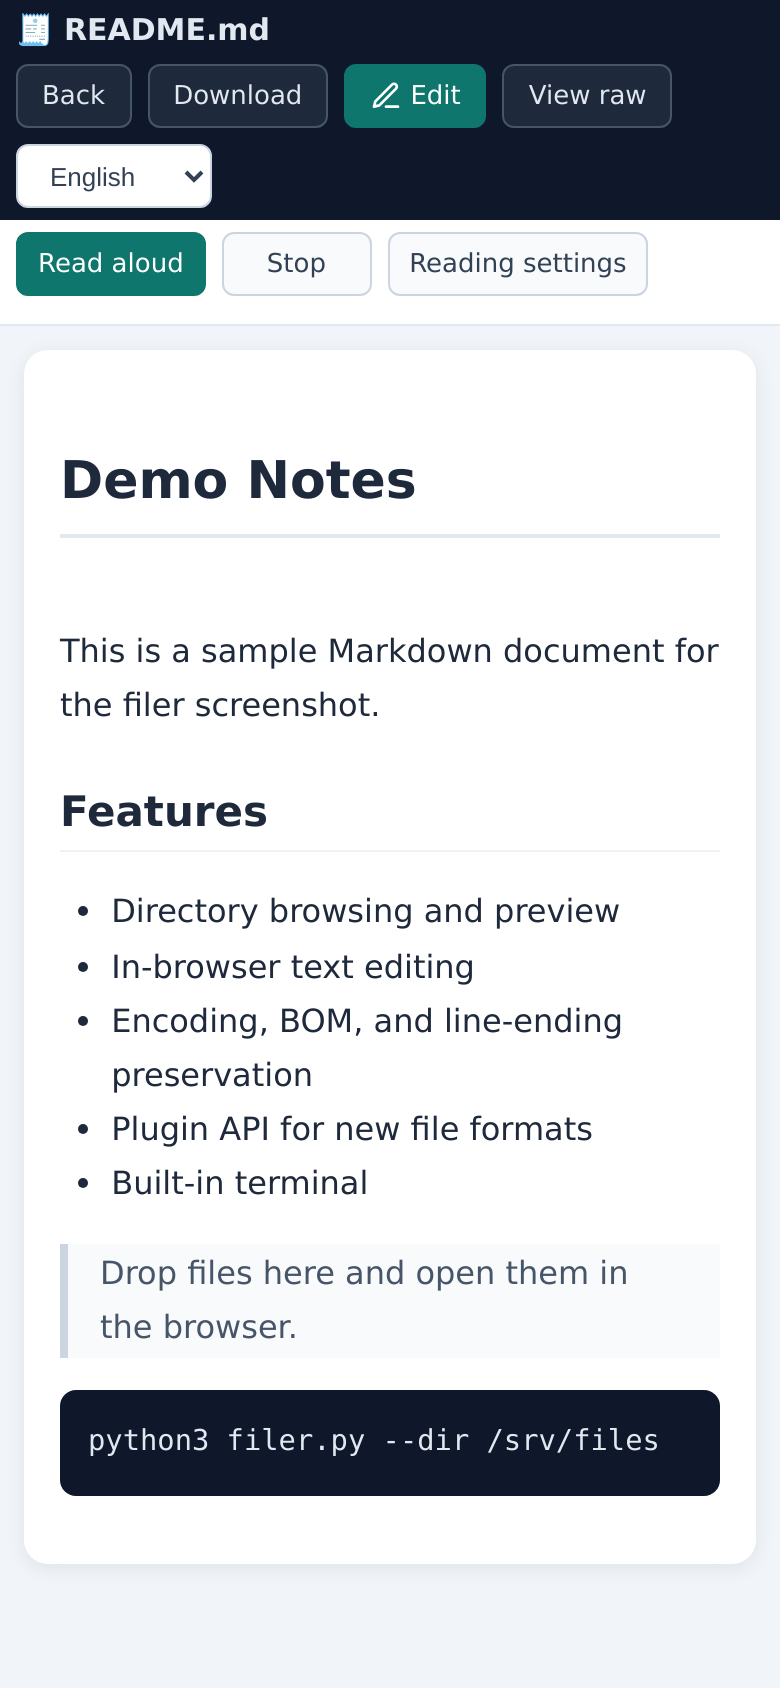 README.md
Back
Download
Edit
View raw
English
Read aloud
Stop
Reading settings
Demo Notes
This is a sample Markdown document for
the filer screenshot.
Features
• Directory browsing and preview
• In-browser text editing
• Encoding, BOM, and line-ending
preservation
• Plugin API for new file formats
• Built-in terminal
Drop files here and open them in
the browser.
python3 filer.py --dir /srv/files